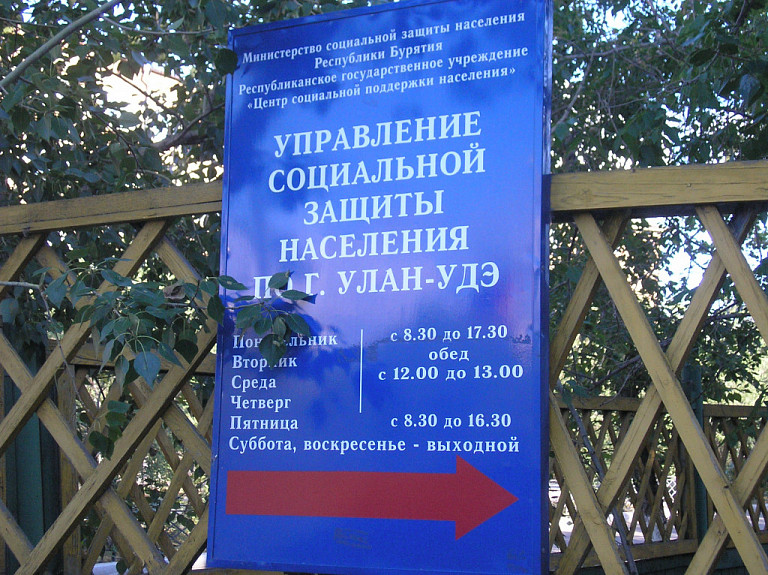 Министерство социальной защиты населения
Республики Бурятия
Республиканское государственное учреждение
«Центр социальной поддержки населения»
УПРАВЛЕНИЕ
СОЦИАЛЬНОЙ
ЗАЩИТЫ
НАСЕЛЕНИЯ
ПО Г. УЛАН-УДЭ
Понедельник с 8.30 до 17.30
Вторник обед
Среда с 12.00 до 13.00
Четверг
Пятница с 8.30 до 16.30
Суббота, воскресенье - выходной